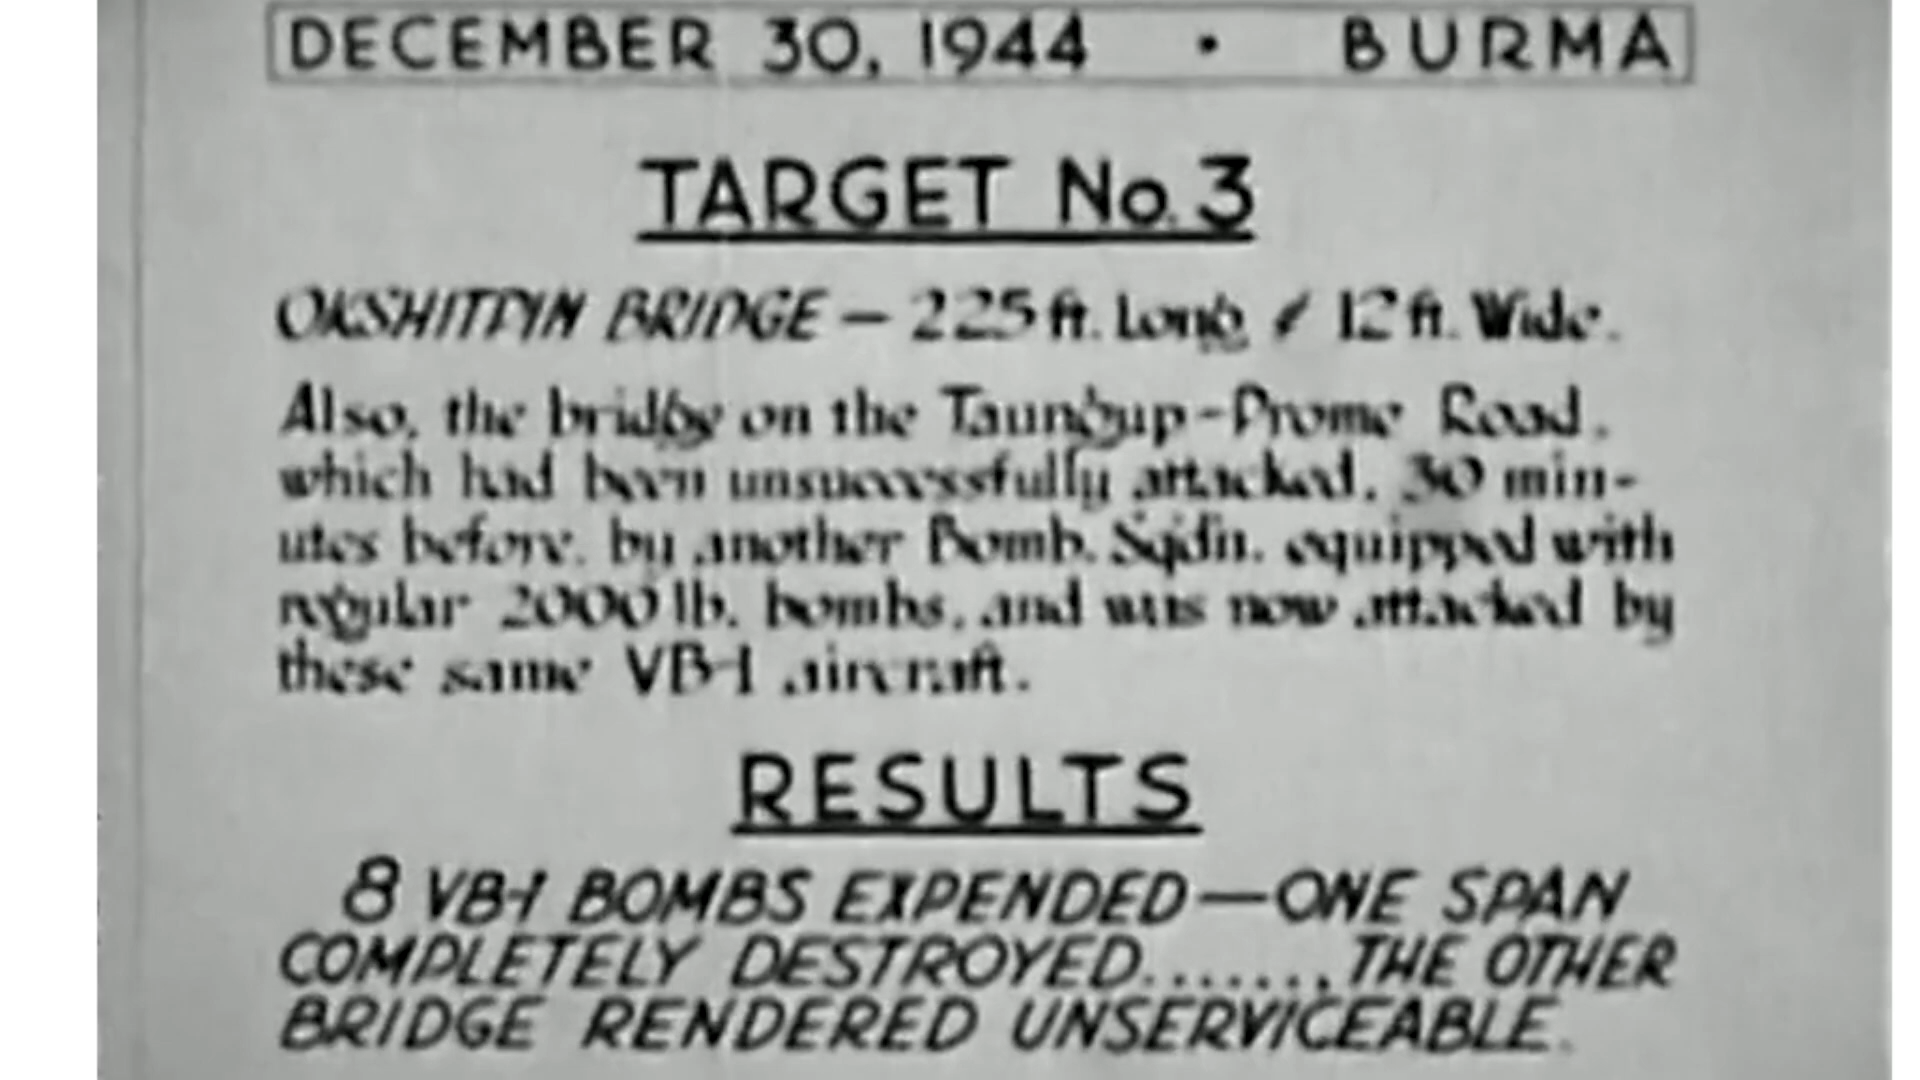 DECEMBER 30, 1944 • BURMA
TARGET No. 3
OKSHITPIN BRIDGE — 225 ft. Long & 12 ft. Wide.
Also, the bridge on the Taungup-Prome Road,
which had been unsuccessfully attacked, 30 min-
utes before, by another Bomb. Sqdn. equipped with
regular 2000 lb. bombs, and was now attacked by
these same VB-1 aircraft.
RESULTS
8 VB-1 BOMBS EXPENDED—ONE SPAN
COMPLETELY DESTROYED.......THE OTHER
BRIDGE RENDERED UNSERVICEABLE.